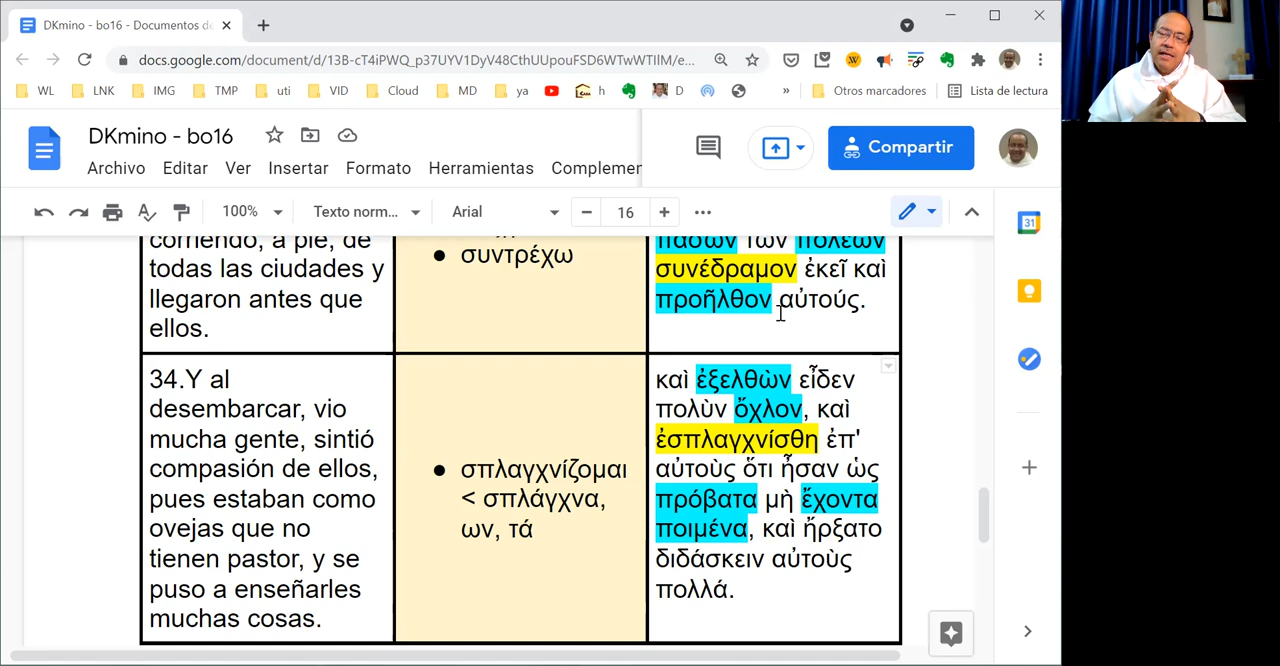 DKmino - bo16 - Documentos de
docs.google.com/document/d/13B-cT4iPWQ_p37UYV1DyV48CthUUpouFSD6WTwWTIlM/e...
WL LNK IMG TMP uti VID Cloud MD ya h D » Otros marcadores Lista de lectura
DKmino - bo16
Compartir
Archivo Editar Ver Insertar Formato Herramientas Complemen
100% Texto norm... Arial 16
31
corriendo, a pie, de
todas las ciudades y
llegaron antes que
ellos.
● συντρέχω
πασῶν τῶν πόλεων
συνέδραμον ἐκεῖ καὶ
προῆλθον αὐτούς.
34.Y al
desembarcar, vio
mucha gente, sintió
compasión de ellos,
pues estaban como
ovejas que no
tienen pastor, y se
puso a enseñarles
muchas cosas.
● σπλαγχνίζομαι
< σπλάγχνα,
ων, τά
καὶ ἐξελθὼν εἶδεν
πολὺν ὄχλον, καὶ
ἐσπλαγχνίσθη ἐπ'
αὐτοὺς ὅτι ἦσαν ὡς
πρόβατα μὴ ἔχοντα
ποιμένα, καὶ ἤρξατο
διδάσκειν αὐτοὺς
πολλά.